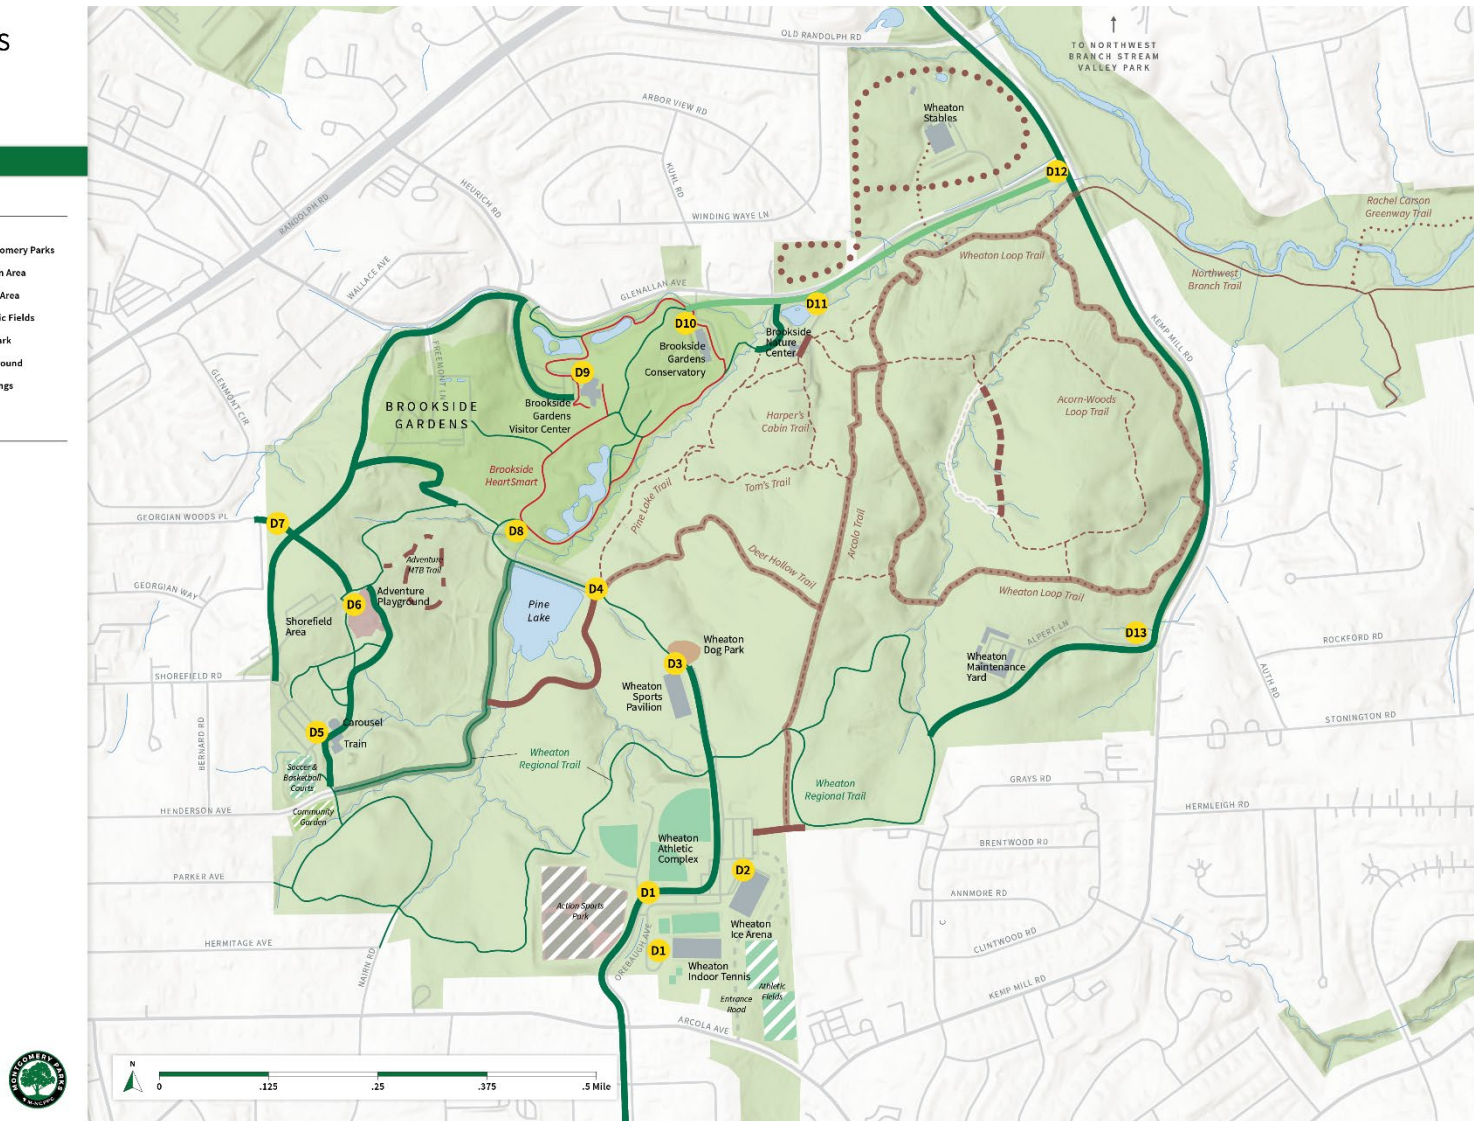 S
OLD RANDOLPH RD
TO NORTHWEST
BRANCH STREAM
VALLEY PARK
ARBOR VIEW RD
Wheaton
Stables
KUHL RD
HEURICH RD
RANDOLPH RD
WINDING WAYE LN
D12
Rachel Carson
Greenway Trail
omery Parks
n Area
Area
ic Fields
ark
ound
ngs
WALLACE AVE
GLENALLAN AVE
Wheaton Loop Trail
Northwest
Branch Trail
KEMP MILL RD
D11
D10
Brookside
Nature
Center
Brookside
Gardens
Conservatory
FREEMONT LN
GLENMONT CIR
D9
Brookside
Gardens
Visitor Center
BROOKSIDE
GARDENS
Harper's
Cabin Trail
Acorn-Woods
Loop Trail
Brookside
HeartSmart
Pine Lake Trail
Tom's Trail
Arcola Trail
GEORGIAN WOODS PL
D7
D8
Adventure
MTB Trail
Deer Hollow Trail
GEORGIAN WAY
D4
Adventure
Playground
D6
Pine
Lake
Wheaton Loop Trail
Shorefield
Area
ALPERT LN
D13
ROCKFORD RD
Wheaton
Dog Park
D3
Wheaton
Maintenance
Yard
SHOREFIELD RD
Wheaton
Sports
Pavilion
AUTH RD
BERNARD RD
Carousel
D5
Train
STONINGTON RD
Wheaton
Regional Trail
Soccer &
Basketball
Courts
Wheaton
Regional Trail
GRAYS RD
HENDERSON AVE
Community
Garden
HERMLEIGH RD
Wheaton
Athletic
Complex
BRENTWOOD RD
PARKER AVE
D2
D1
ANNMORE RD
Action Sports
Park
Wheaton
Ice Arena
HERMITAGE AVE
NAIRN RD
OREBAUGH AVE
D1
Wheaton
Indoor Tennis
CLINTWOOD RD
Athletic
Fields
Entrance
Road
KEMP MILL RD
ARCOLA AVE
MONTGOMERY PARKS
M-NCPPC
N
0 .125 .25 .375 .5 Mile